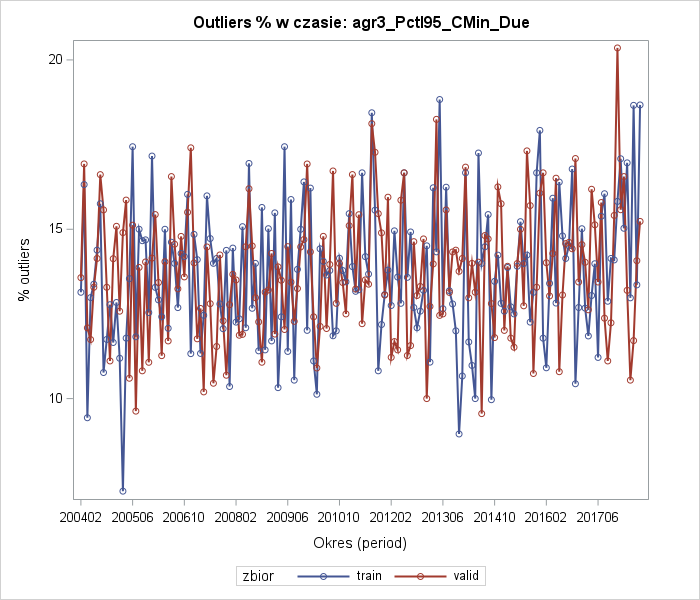 Outliers % w czasie: agr3_Pctl95_CMin_Due
% outliers
20
15
10
200402 200506 200610 200802 200906 201010 201202 201306 201410 201602 201706
Okres (period)
zbior train valid